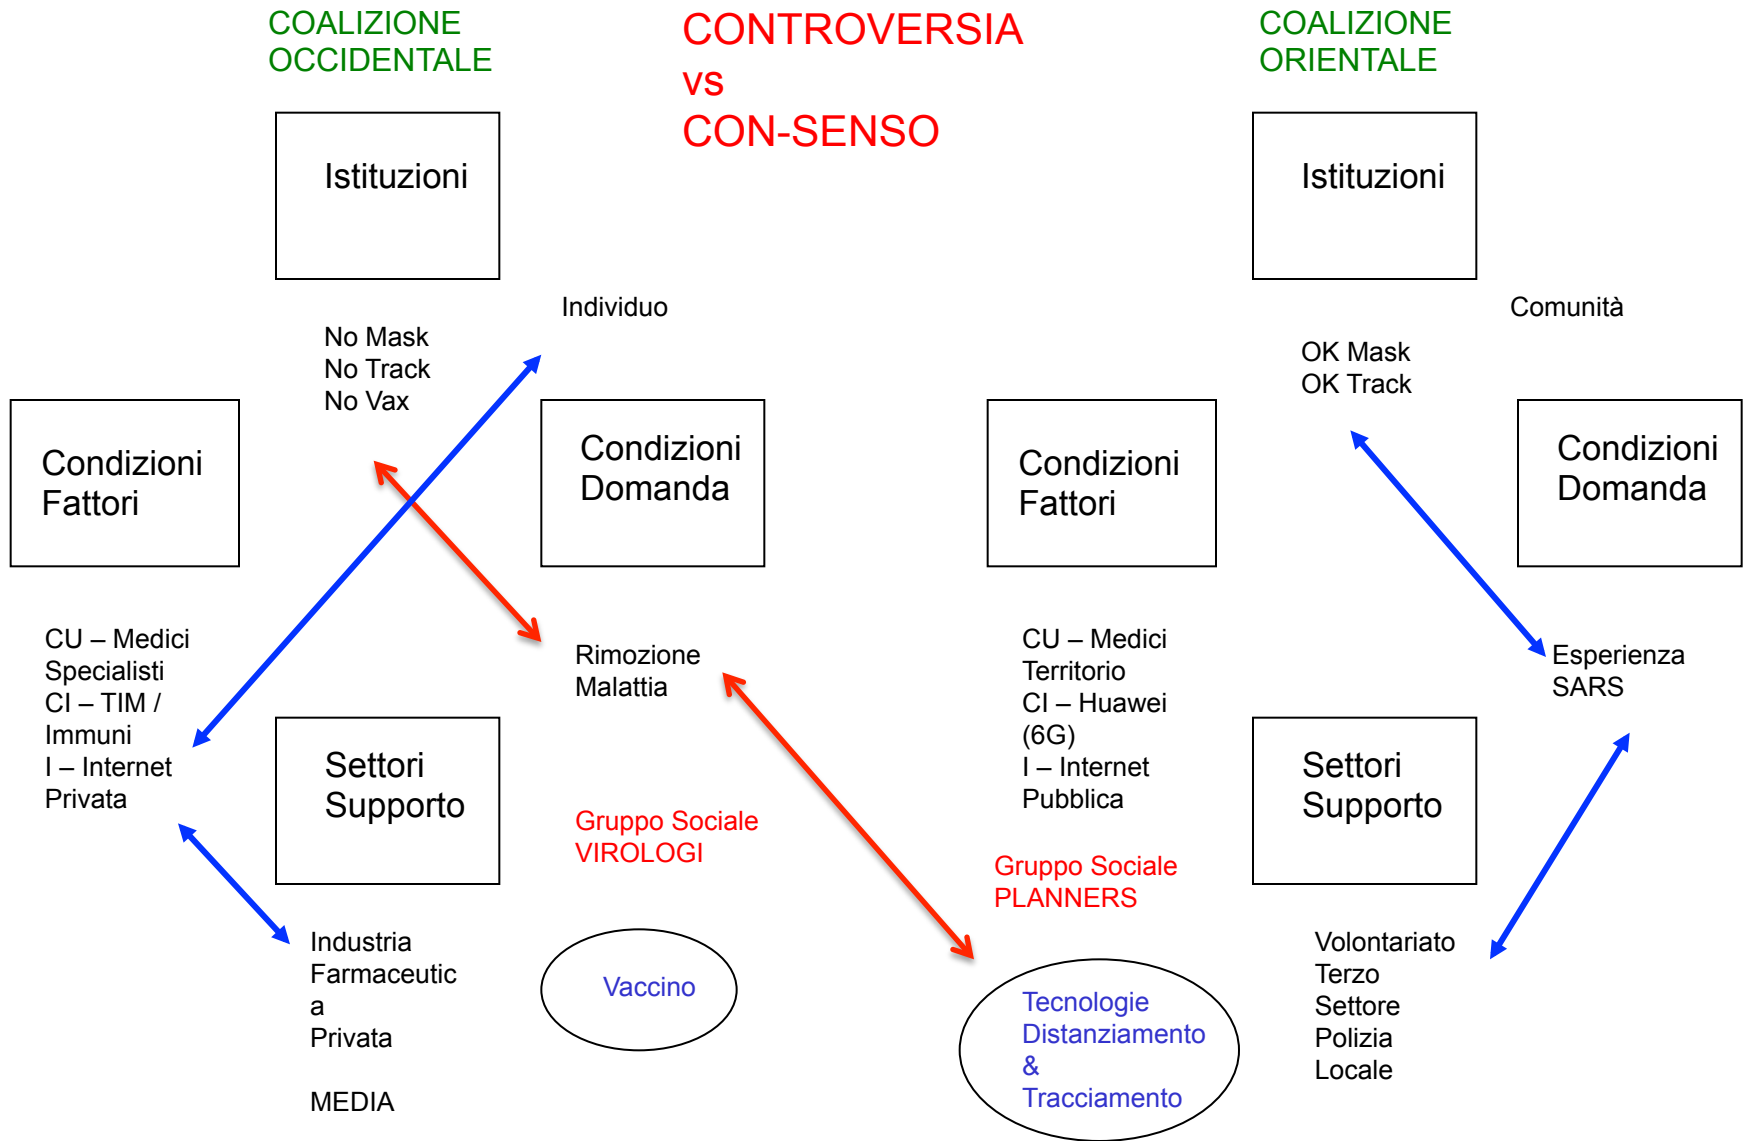 COALIZIONE
OCCIDENTALE
CONTROVERSIA
vs
CON-SENSO
COALIZIONE
ORIENTALE
Istituzioni
Istituzioni
Individuo
No Mask
No Track
No Vax
Comunità
OK Mask
OK Track
Condizioni
Fattori
Condizioni
Domanda
Condizioni
Fattori
Condizioni
Domanda
CU – Medici
Specialisti
CI – TIM /
Immuni
I – Internet
Privata
Rimozione
Malattia
CU – Medici
Territorio
CI – Huawei
(6G)
I – Internet
Pubblica
Esperienza
SARS
Settori
Supporto
Settori
Supporto
Gruppo Sociale
VIROLOGI
Gruppo Sociale
PLANNERS
Industria
Farmaceutic
a
Privata
MEDIA
Vaccino
Tecnologie
Distanziamento
&
Tracciamento
Volontariato
Terzo
Settore
Polizia
Locale